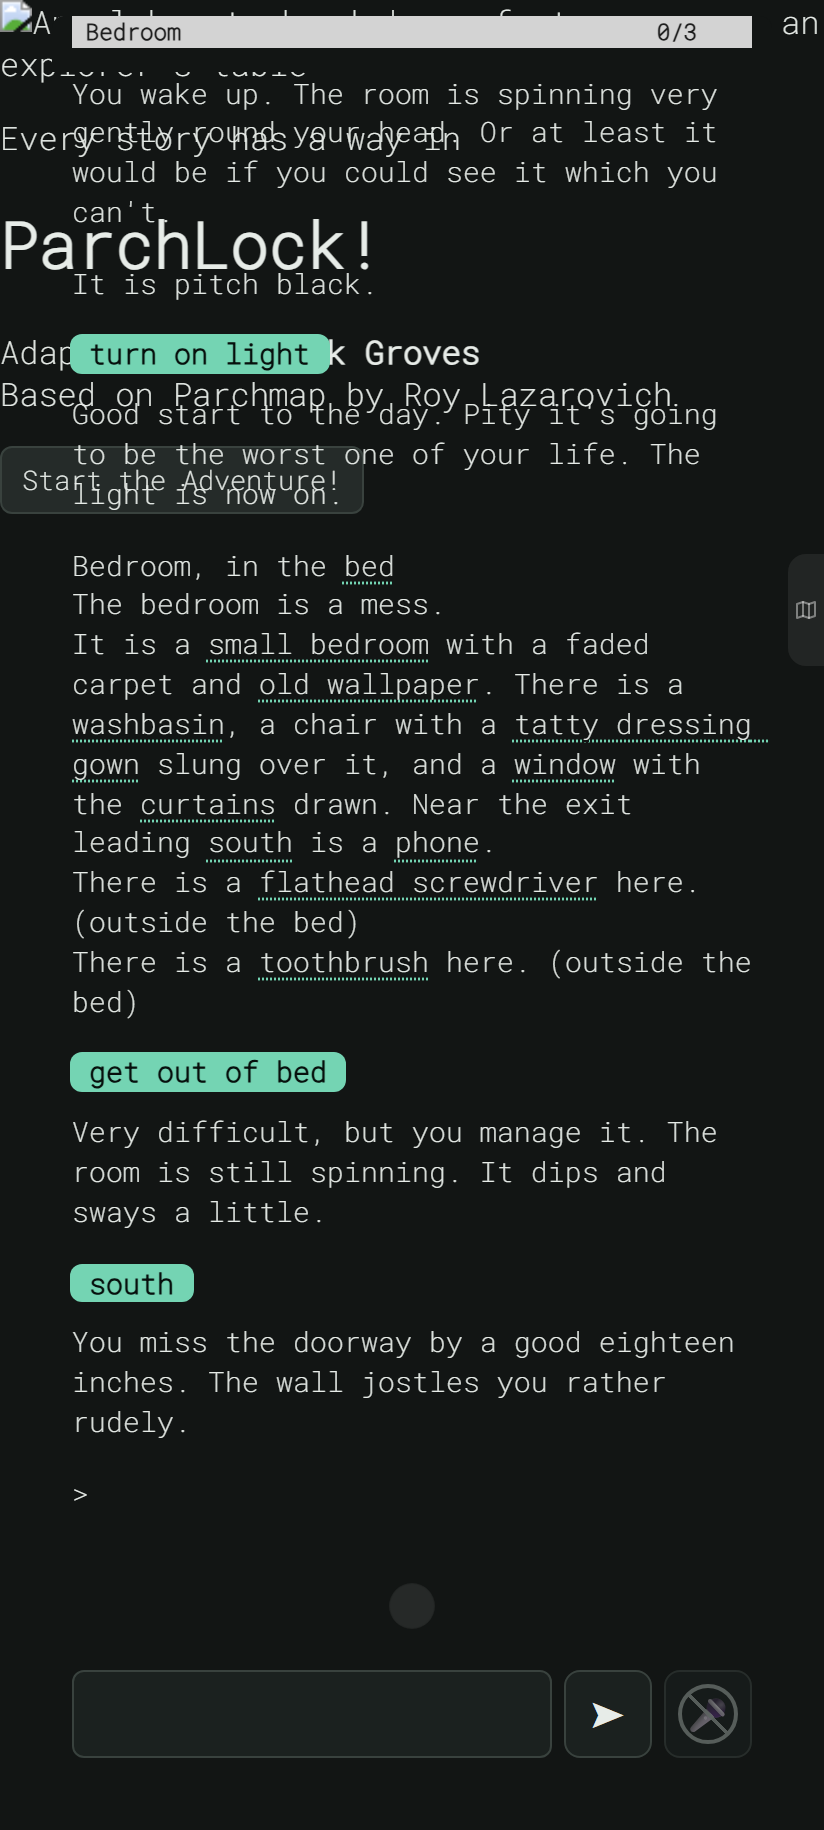 an
Bedroom 0/3
You wake up. The room is spinning very
gently round your head. Or at least it
Every story has a way in
would be if you could see it which you
can't.
ParchLock!
It is pitch black.
turn on light
k Groves
Based on Parchmap by Roy Lazarovich.
Good start to the day. Pity it's going
to be the worst one of your life. The
Start the Adventure!
light is now on.
Bedroom, in the bed
The bedroom is a mess.
It is a small bedroom with a faded
carpet and old wallpaper. There is a
washbasin, a chair with a tatty dressing
gown slung over it, and a window with
the curtains drawn. Near the exit
leading south is a phone.
There is a flathead screwdriver here.
(outside the bed)
There is a toothbrush here. (outside the
bed)
get out of bed
Very difficult, but you manage it. The
room is still spinning. It dips and
sways a little.
south
You miss the doorway by a good eighteen
inches. The wall jostles you rather
rudely.
>